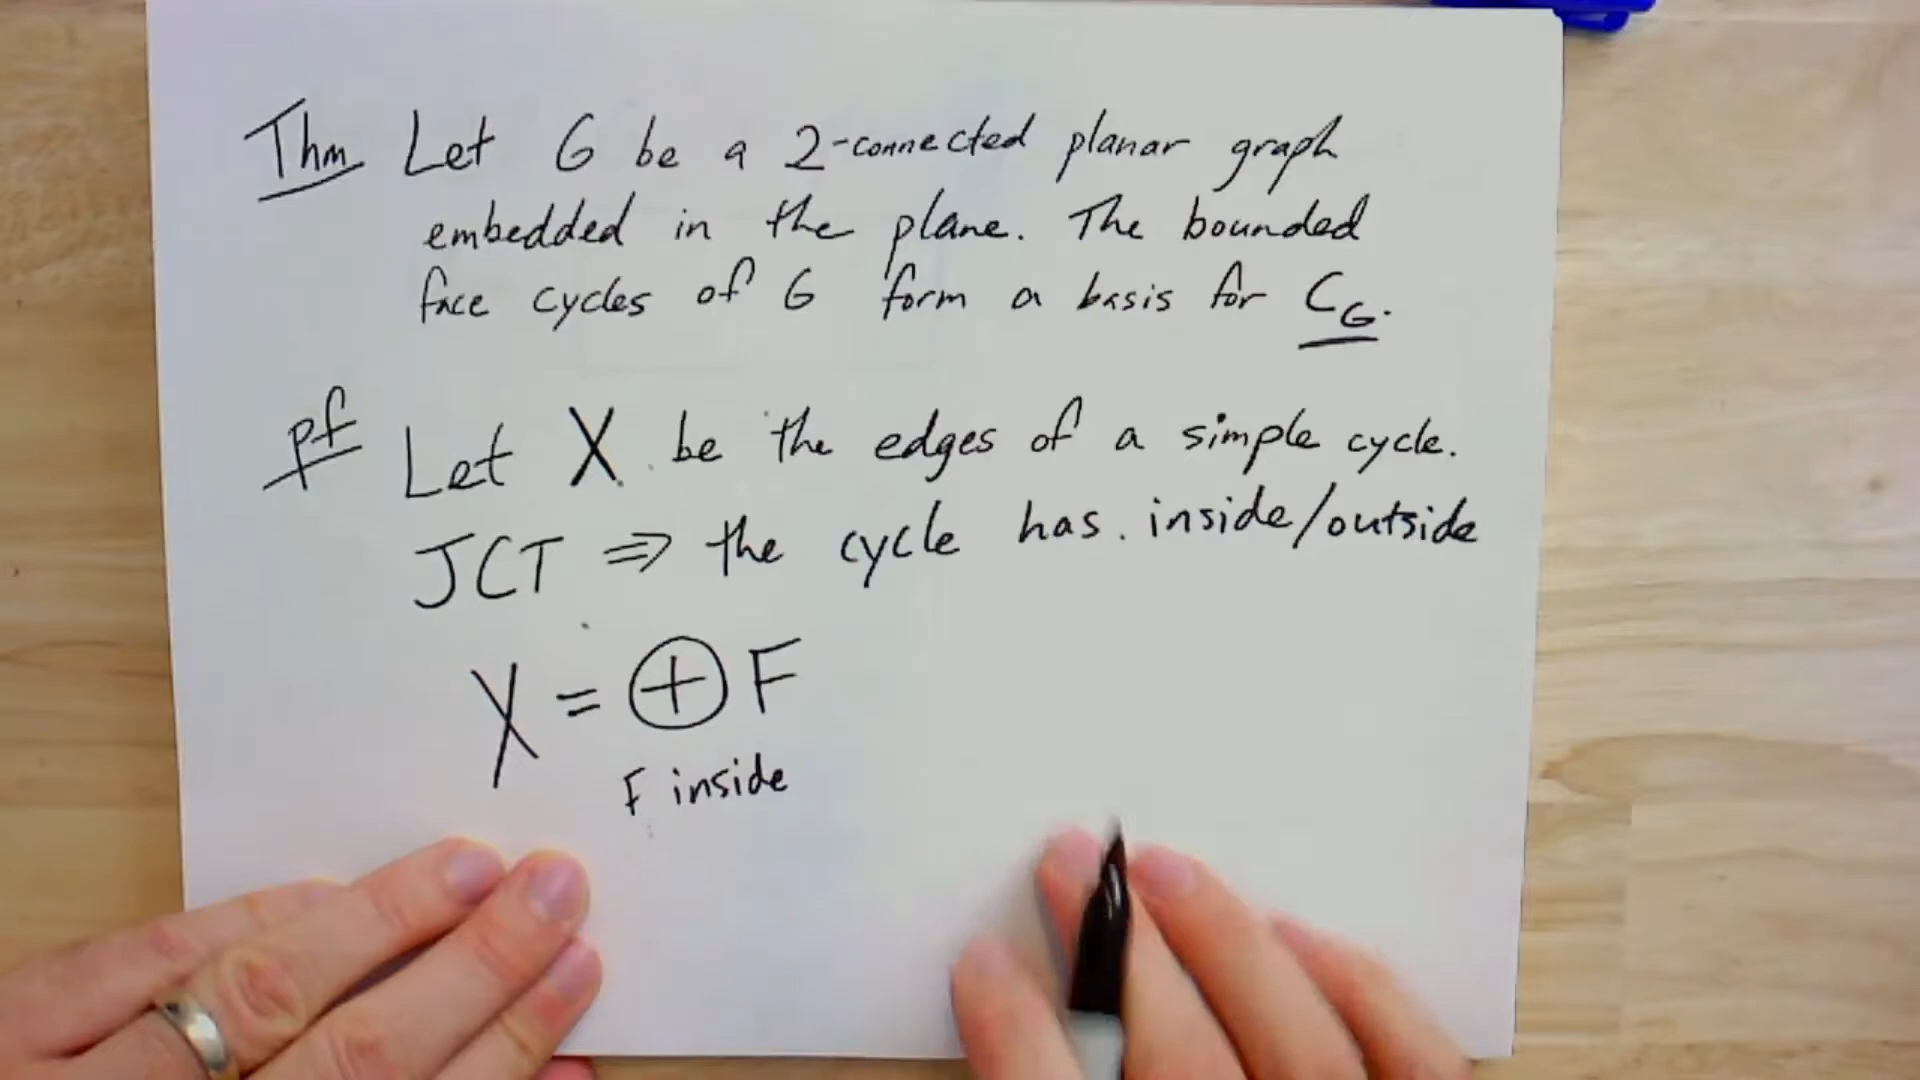 Thm Let G be a 2-connected planar graph
embedded in the plane. The bounded
face cycles of G form a basis for C_G.
pf Let X be the edges of a simple cycle.
JCT ⇒ the cycle has inside/outside
X = ⊕ F
F inside